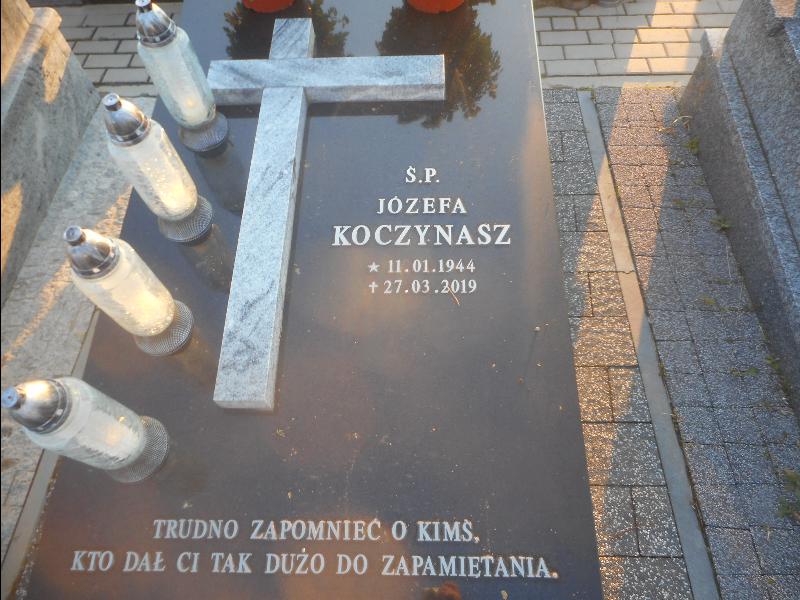 Ś.P.
JÓZEFA
KOCZYNASZ
★ 11.01.1944
✝ 27.03.2019
TRUDNO ZAPOMNIEĆ O KIMŚ,
KTO DAŁ CI TAK DUŻO DO ZAPAMIĘTANIA.